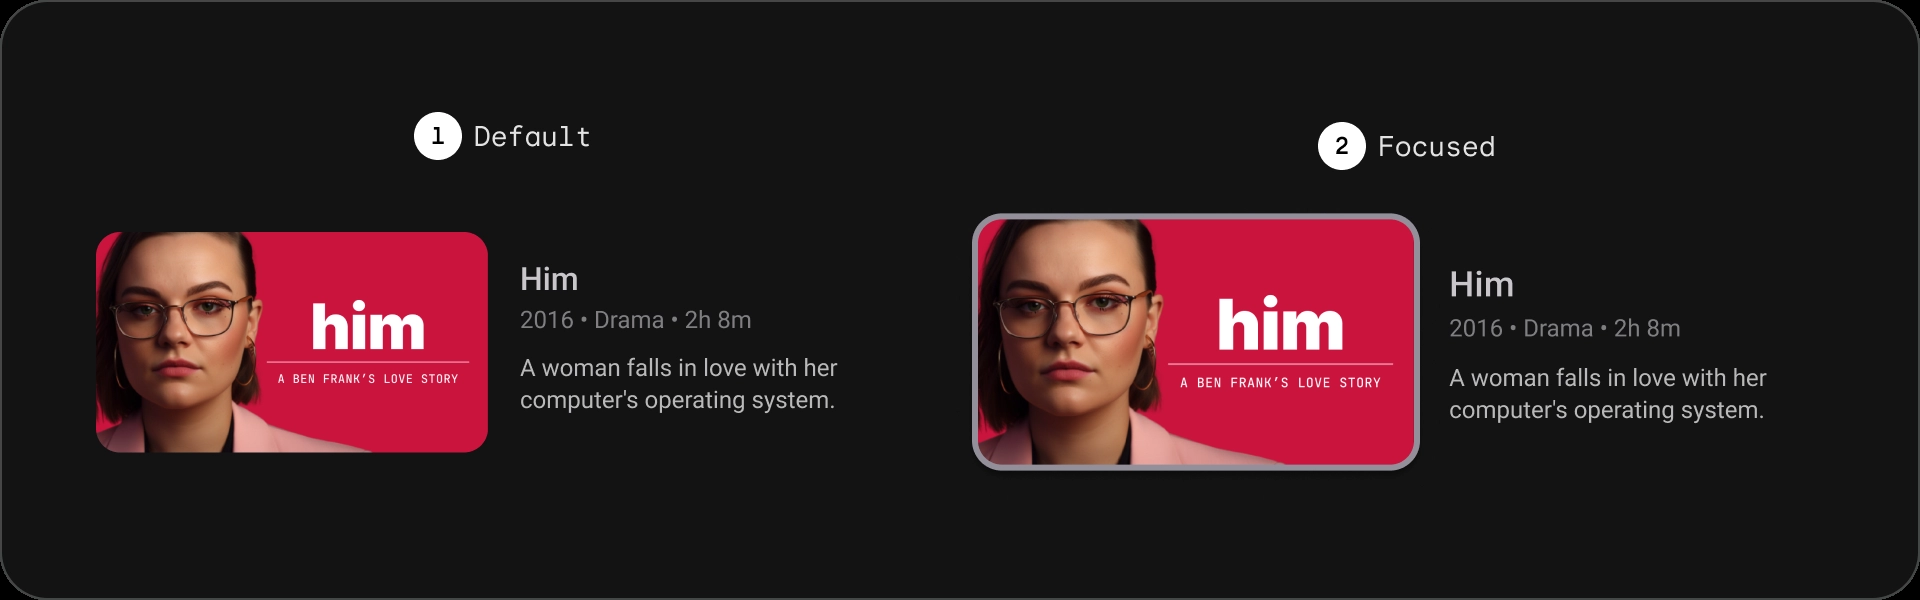 1 Default
him
A BEN FRANK'S LOVE STORY
Him
2016 • Drama • 2h 8m
A woman falls in love with her
computer's operating system.
2 Focused
him
A BEN FRANK'S LOVE STORY
Him
2016 • Drama • 2h 8m
A woman falls in love with her
computer's operating system.